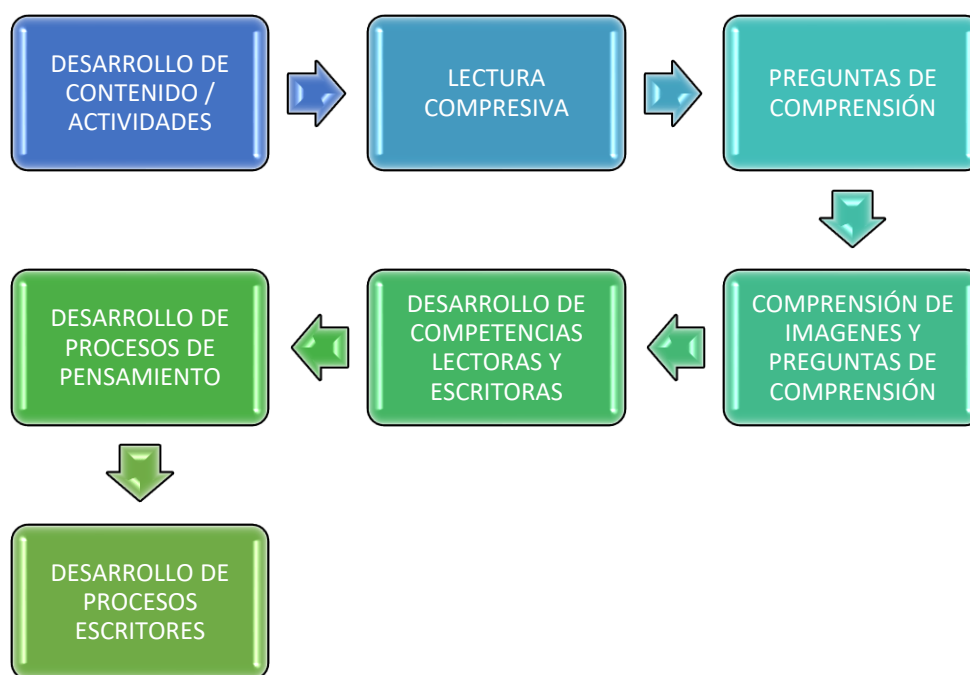 DESARROLLO DE
CONTENIDO /
ACTIVIDADES
LECTURA
COMPRESIVA
PREGUNTAS DE
COMPRENSIÓN
COMPRENSIÓN DE
IMAGENES Y
PREGUNTAS DE
COMPRENSIÓN
DESARROLLO DE
COMPETENCIAS
LECTORAS Y
ESCRITORAS
DESARROLLO DE
PROCESOS DE
PENSAMIENTO
DESARROLLO DE
PROCESOS
ESCRITORES